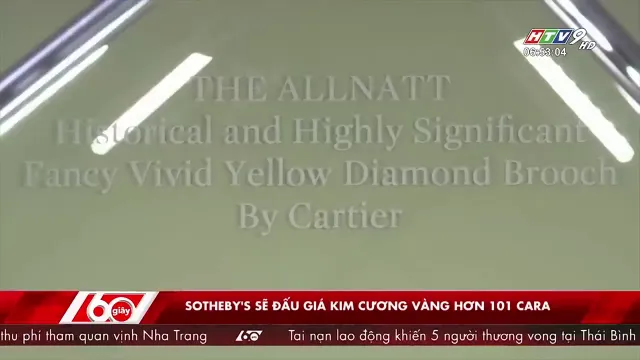 HTV9 HD
06:33:04
THE ALLNATT
Historical and Highly Significant
Fancy Vivid Yellow Diamond Brooch
By Cartier
60 giây
SOTHEBY'S SẼ ĐẤU GIÁ KIM CƯƠNG VÀNG HƠN 101 CARA
thu phí tham quan vịnh Nha Trang 60 Tai nạn lao động khiến 5 người thương vong tại Thái Bình